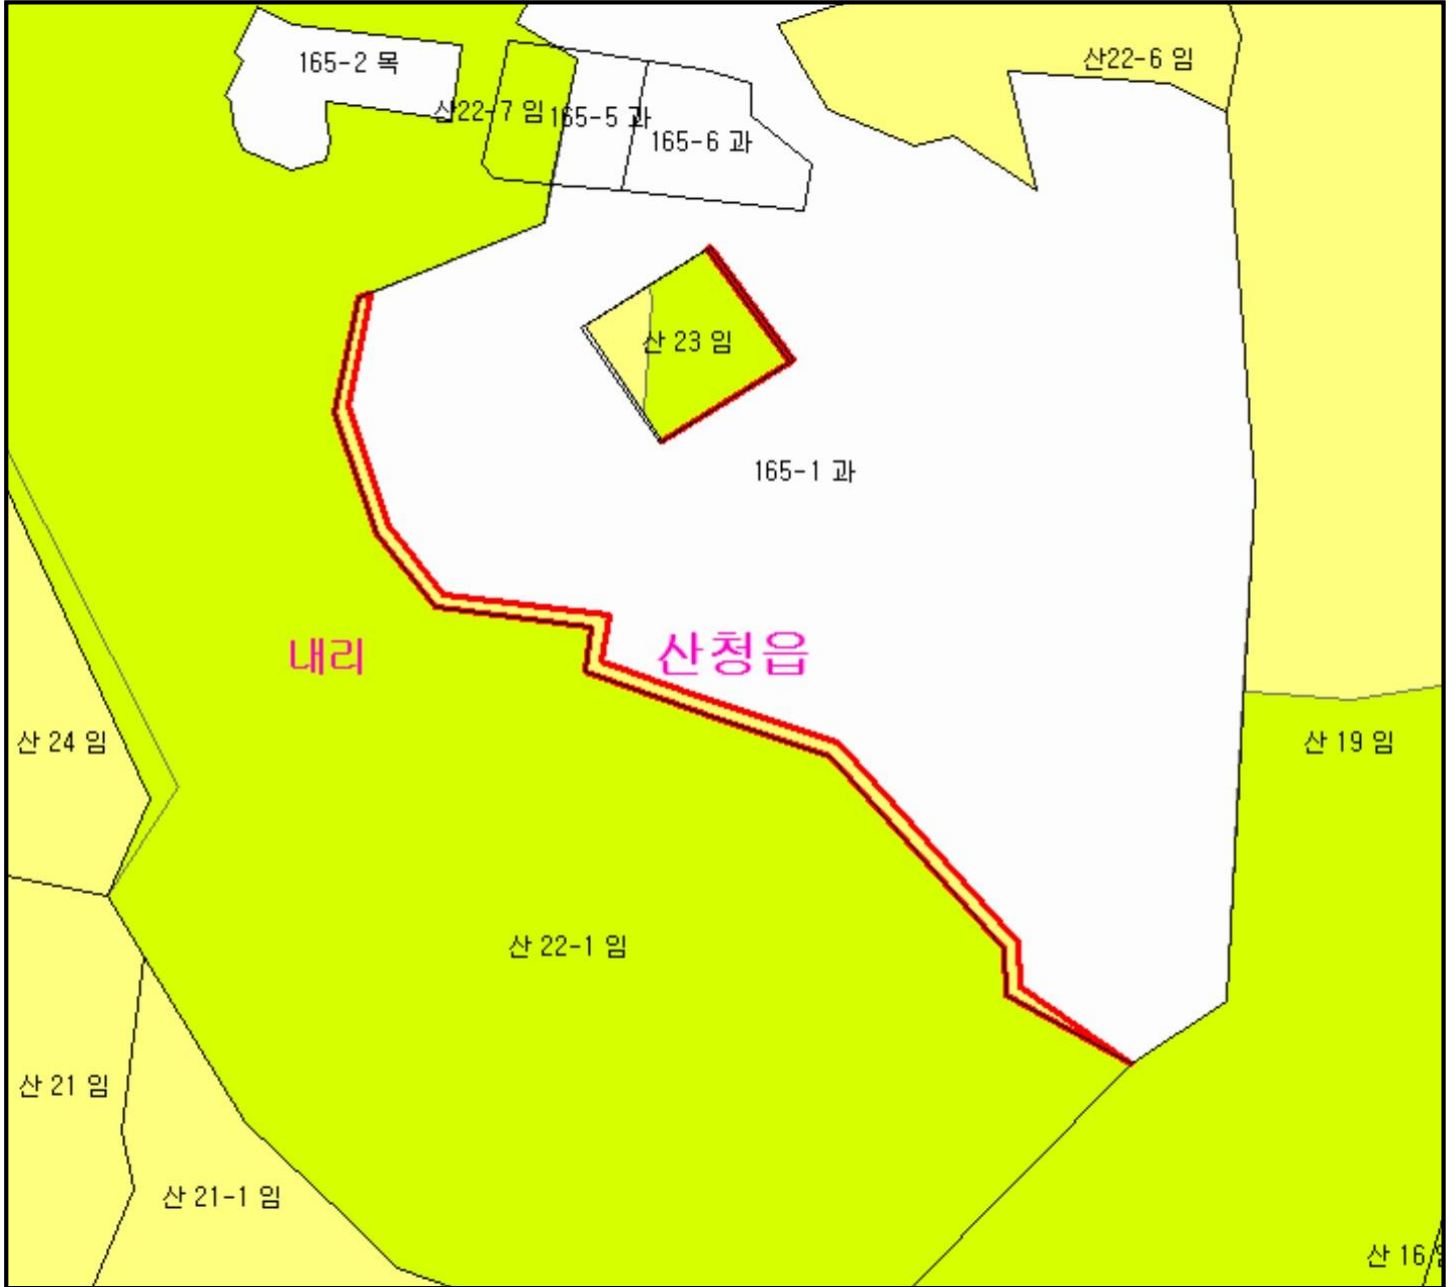 165-2 목
산22-6 임
산22-7 임
165-5 과
165-6 과
산 23 임
165-1 과
내리
산청읍
산 24 임
산 19 임
산 22-1 임
산 21 임
산 21-1 임
산 16